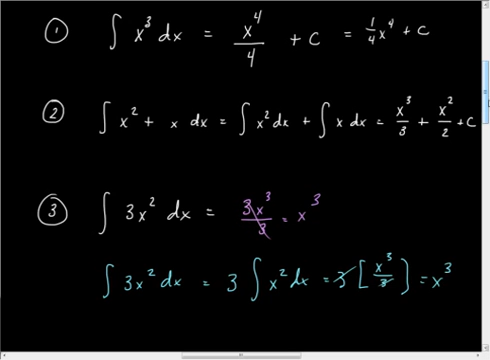 ① ∫ x³ dx = x⁴/4 + c = ¼x⁴ + c
② ∫ x² + x dx = ∫ x² dx + ∫ x dx = x³/3 + x²/2 + c
③ ∫ 3x² dx = 3x³/3 = x³
∫ 3x² dx = 3 ∫ x² dx = 3 [x³/3] = x³